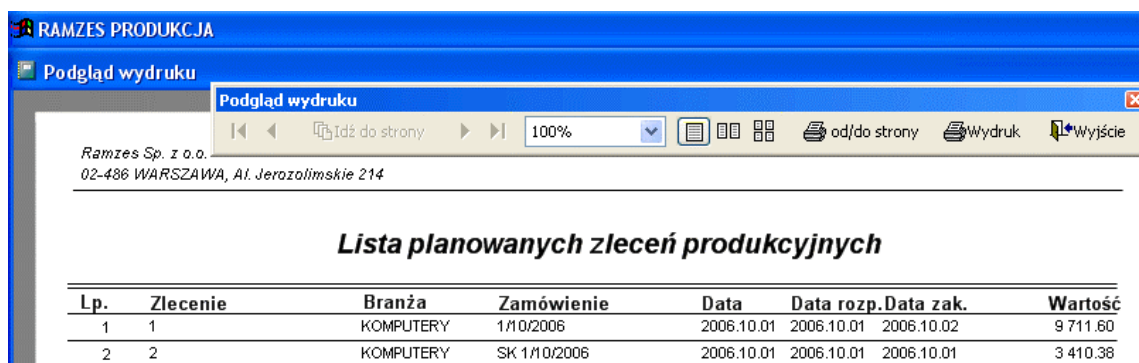 RAMZES PRODUKCJA
Podgląd wydruku
Podgląd wydruku
Idź do strony 100% od/do strony Wydruk Wyjście
Ramzes Sp. z o.o.
02-486 WARSZAWA, Al. Jerozolimskie 214
Lista planowanych zleceń produkcyjnych
Lp. Zlecenie Branża Zamówienie Data Data rozp. Data zak. Wartość
1 1 KOMPUTERY 1/10/2006 2006.10.01 2006.10.01 2006.10.02 9 711.60
2 2 KOMPUTERY SK 1/10/2006 2006.10.01 2006.10.01 2006.10.01 3 410.38